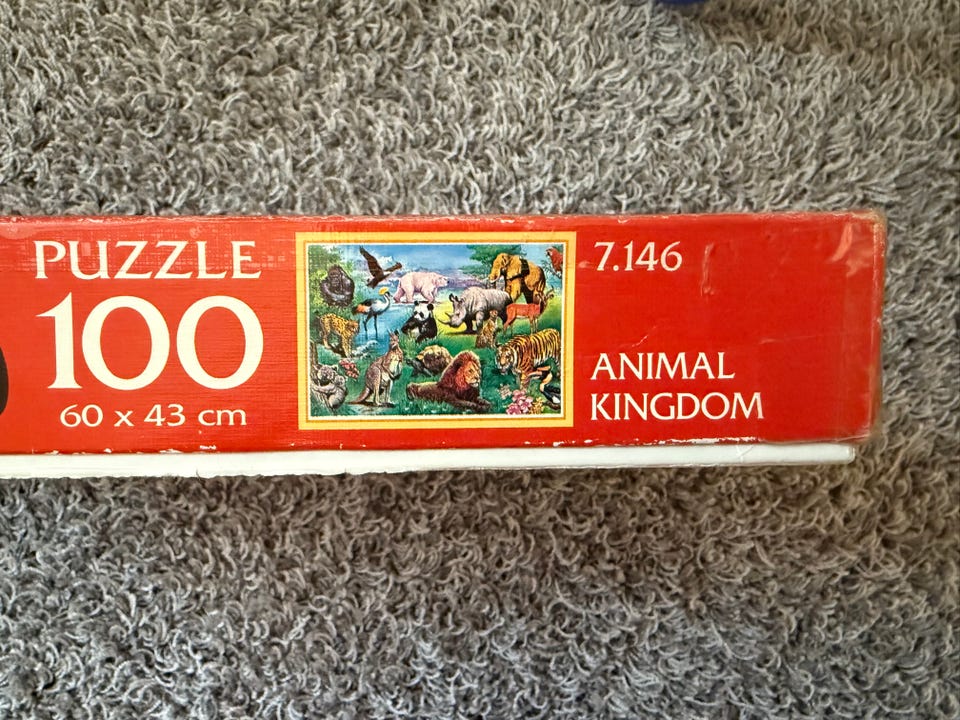 PUZZLE
100
60 x 43 cm
7.146
ANIMAL
KINGDOM